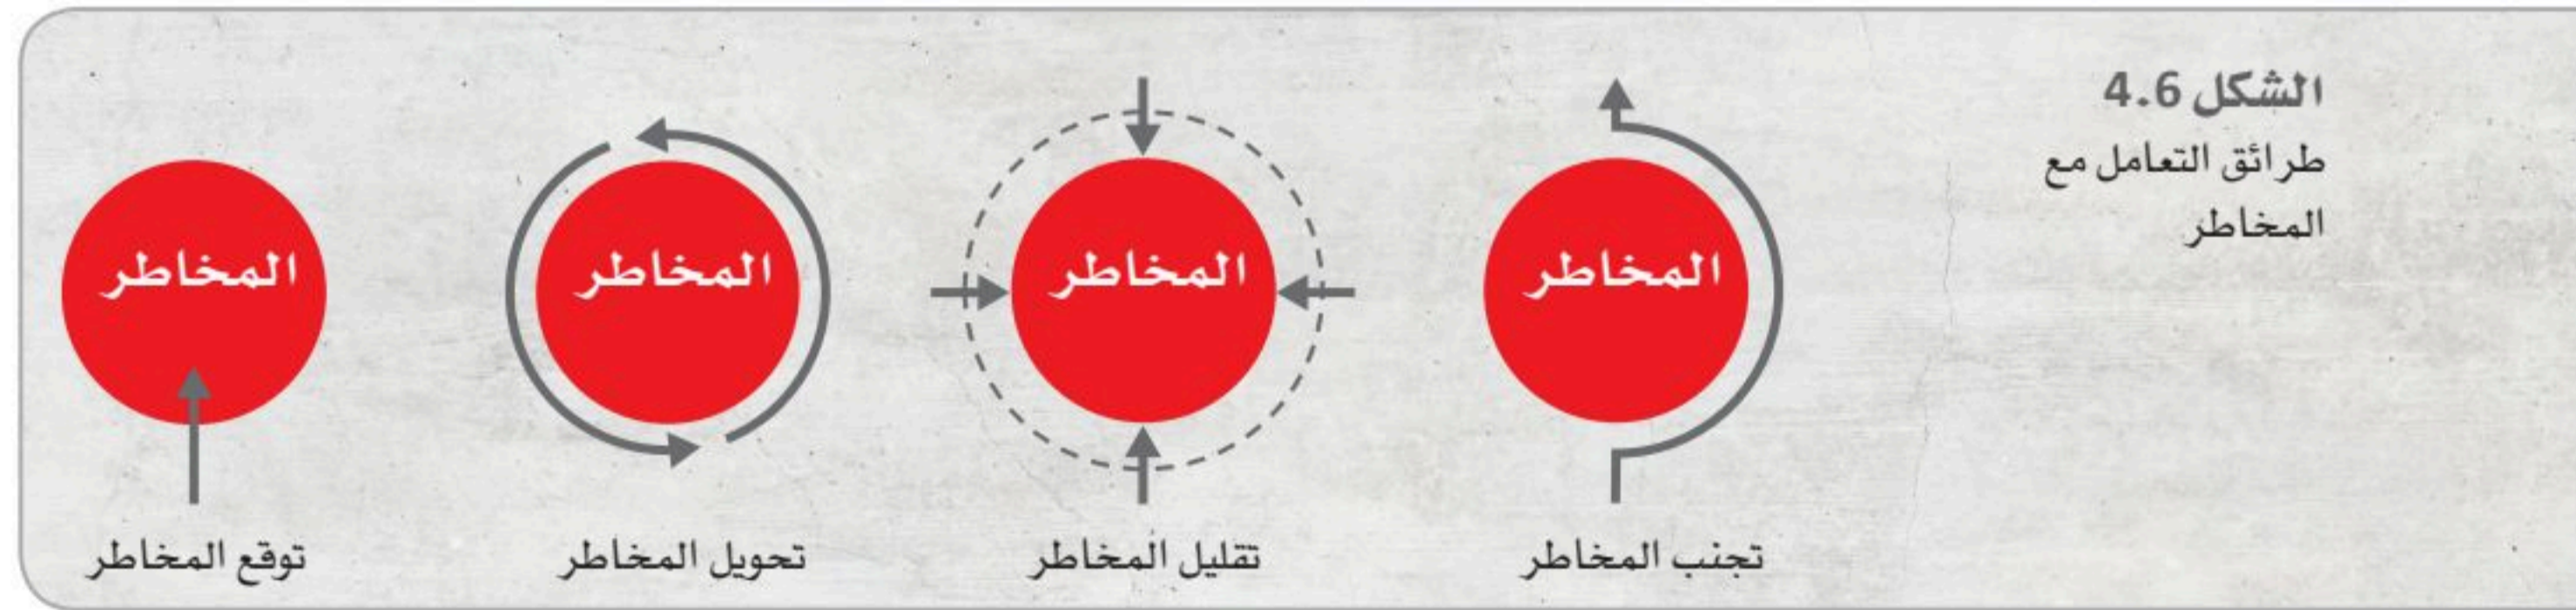 الشكل 4.6
طرائق التعامل مع
المخاطر
المخاطر
المخاطر
المخاطر
المخاطر
تجنب المخاطر
تقليل المخاطر
تحويل المخاطر
توقع المخاطر